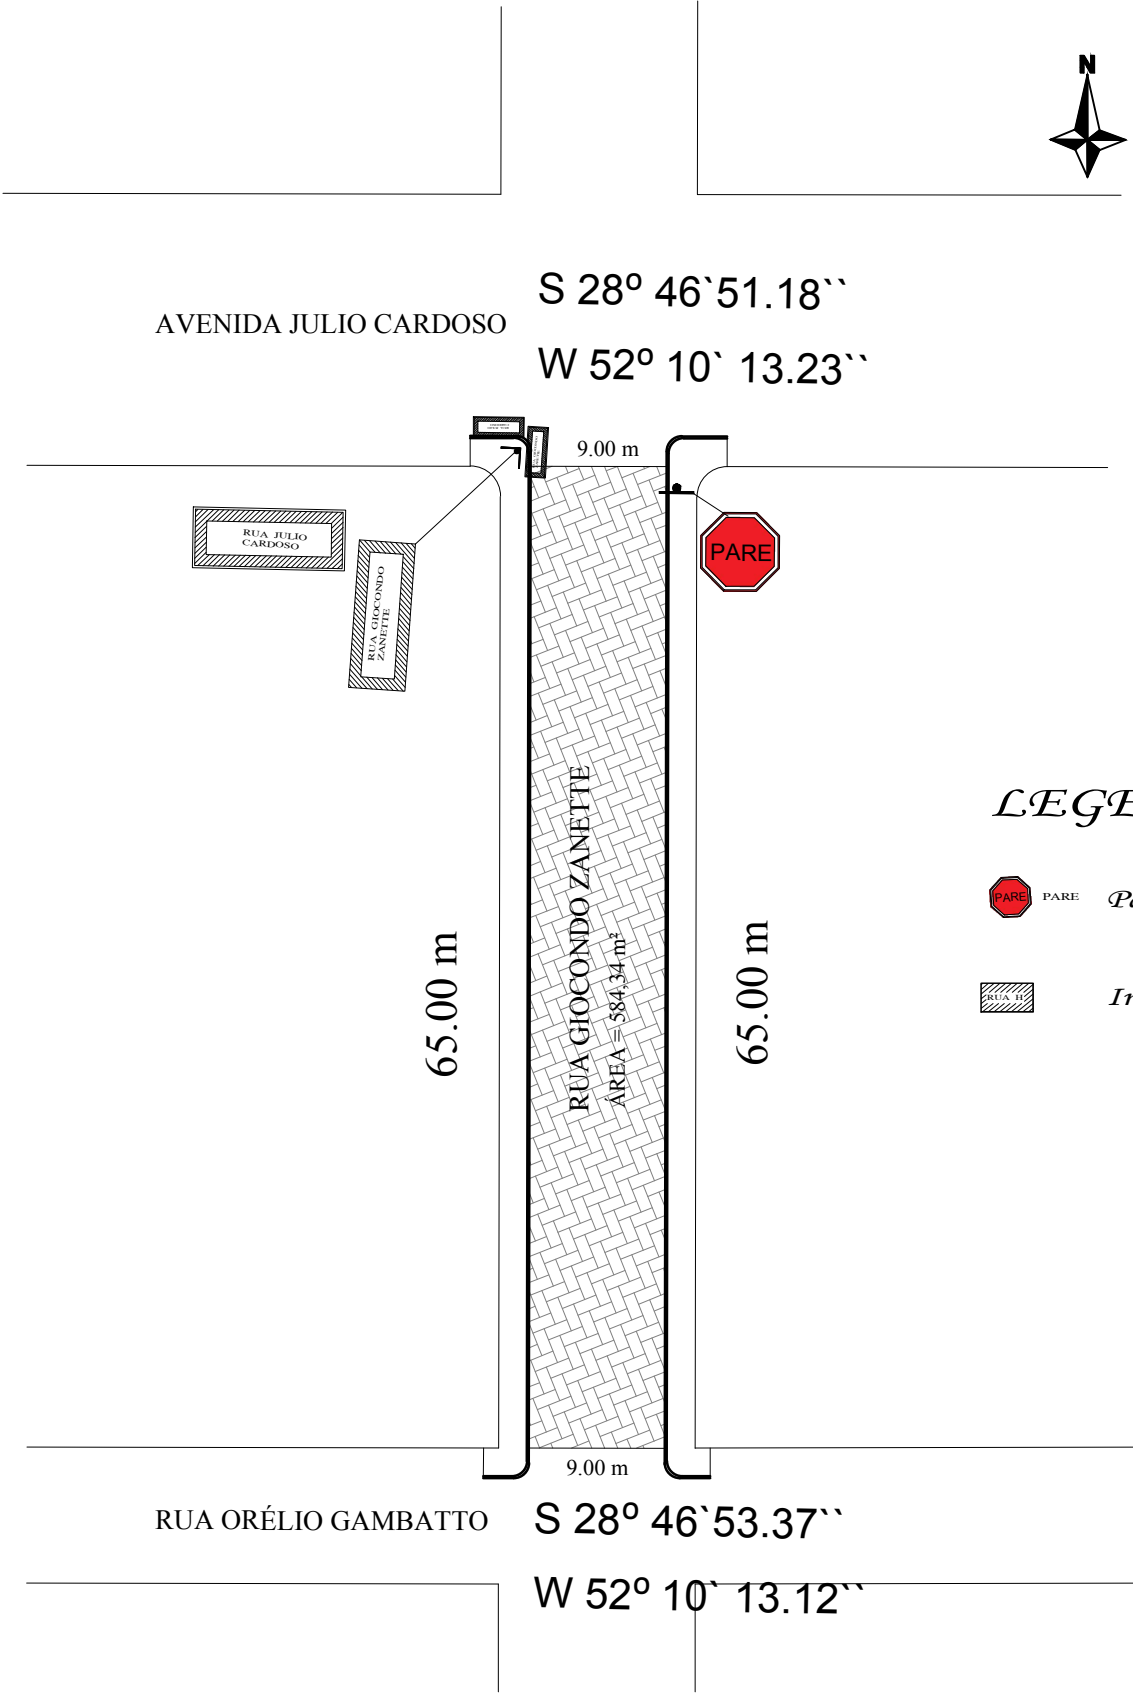 N
S 28º 46`51.18``
AVENIDA JULIO CARDOSO
W 52º 10` 13.23``
9.00 m
RUA JULIO
CARDOSO
RUA GIOCONDO
ZANETTE
PARE
RUA GIOCONDO ZANETTE
ÁREA = 584,34 m²
65.00 m
65.00 m
LEGE
PARE
PARE
RUA H
9.00 m
RUA ORÉLIO GAMBATTO
S 28º 46`53.37``
W 52º 10` 13.12``